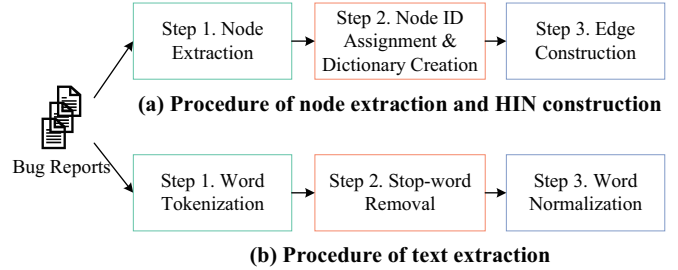 Step 1. Node
Extraction
Step 2. Node ID
Assignment &
Dictionary Creation
Step 3. Edge
Construction
(a) Procedure of node extraction and HIN construction
Bug Reports
Step 1. Word
Tokenization
Step 2. Stop-word
Removal
Step 3. Word
Normalization
(b) Procedure of text extraction